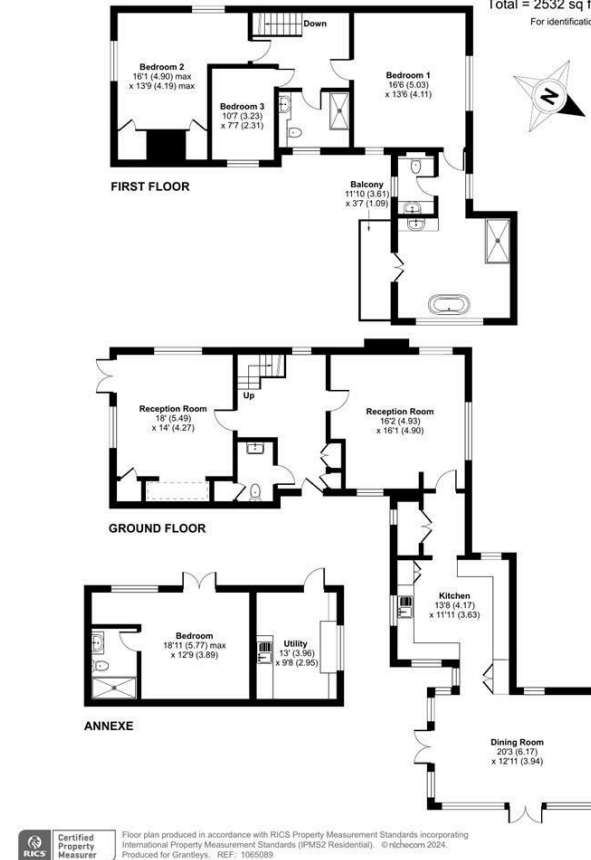 Total = 2532 sq f
For identificatio
Down
Bedroom 2
16'1 (4.90) max
x 13'9 (4.19) max
Bedroom 3
10'7 (3.23)
x 7'7 (2.31)
Bedroom 1
16'6 (5.03)
x 13'6 (4.11)
N
FIRST FLOOR
Balcony
11'10 (3.61)
x 3'7 (1.09)
Up
Reception Room
18' (5.49)
x 14' (4.27)
Reception Room
16'2 (4.93)
x 16'1 (4.90)
GROUND FLOOR
Kitchen
13'8 (4.17)
x 11'11 (3.63)
Bedroom
18'11 (5.77) max
x 12'9 (3.89)
Utility
13' (3.96)
x 9'8 (2.95)
ANNEXE
Dining Room
20'3 (6.17)
x 12'11 (3.94)
RICS
Certified
Property
Measurer
Floor plan produced in accordance with RICS Property Measurement Standards incorporating
International Property Measurement Standards (IPMS2 Residential). ©nichecom 2024.
Produced for Grantleys. REF: 1065089